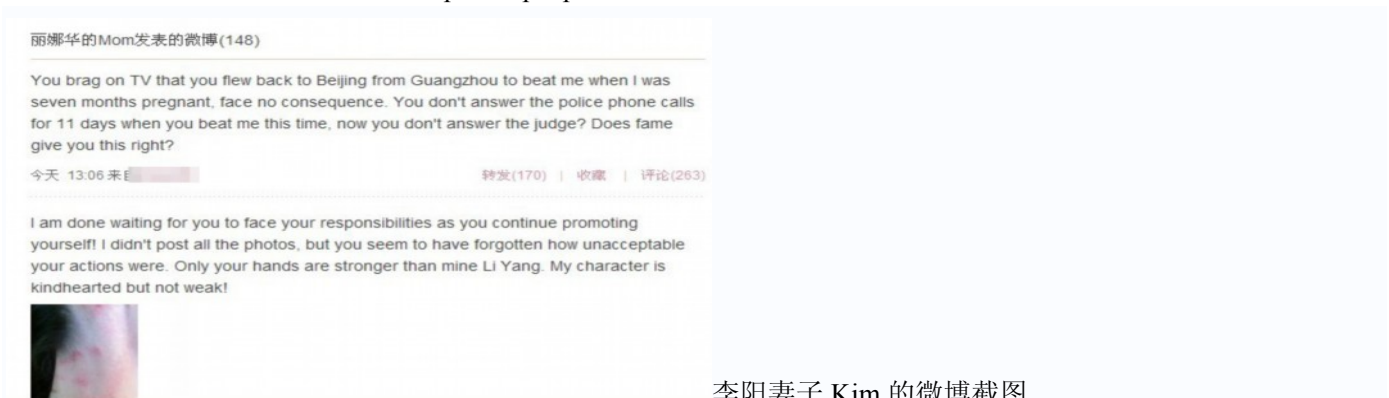 丽娜华的Mom发表的微博(148)
You brag on TV that you flew back to Beijing from Guangzhou to beat me when I was
seven months pregnant, face no consequence. You don't answer the police phone calls
for 11 days when you beat me this time, now you don't answer the judge? Does fame
give you this right?
今天 13:06 来自 转发(170) | 收藏 | 评论(263)
I am done waiting for you to face your responsibilities as you continue promoting
yourself! I didn't post all the photos, but you seem to have forgotten how unacceptable
your actions were. Only your hands are stronger than mine Li Yang. My character is
kindhearted but not weak!
李阳妻子 Kim 的微博截图